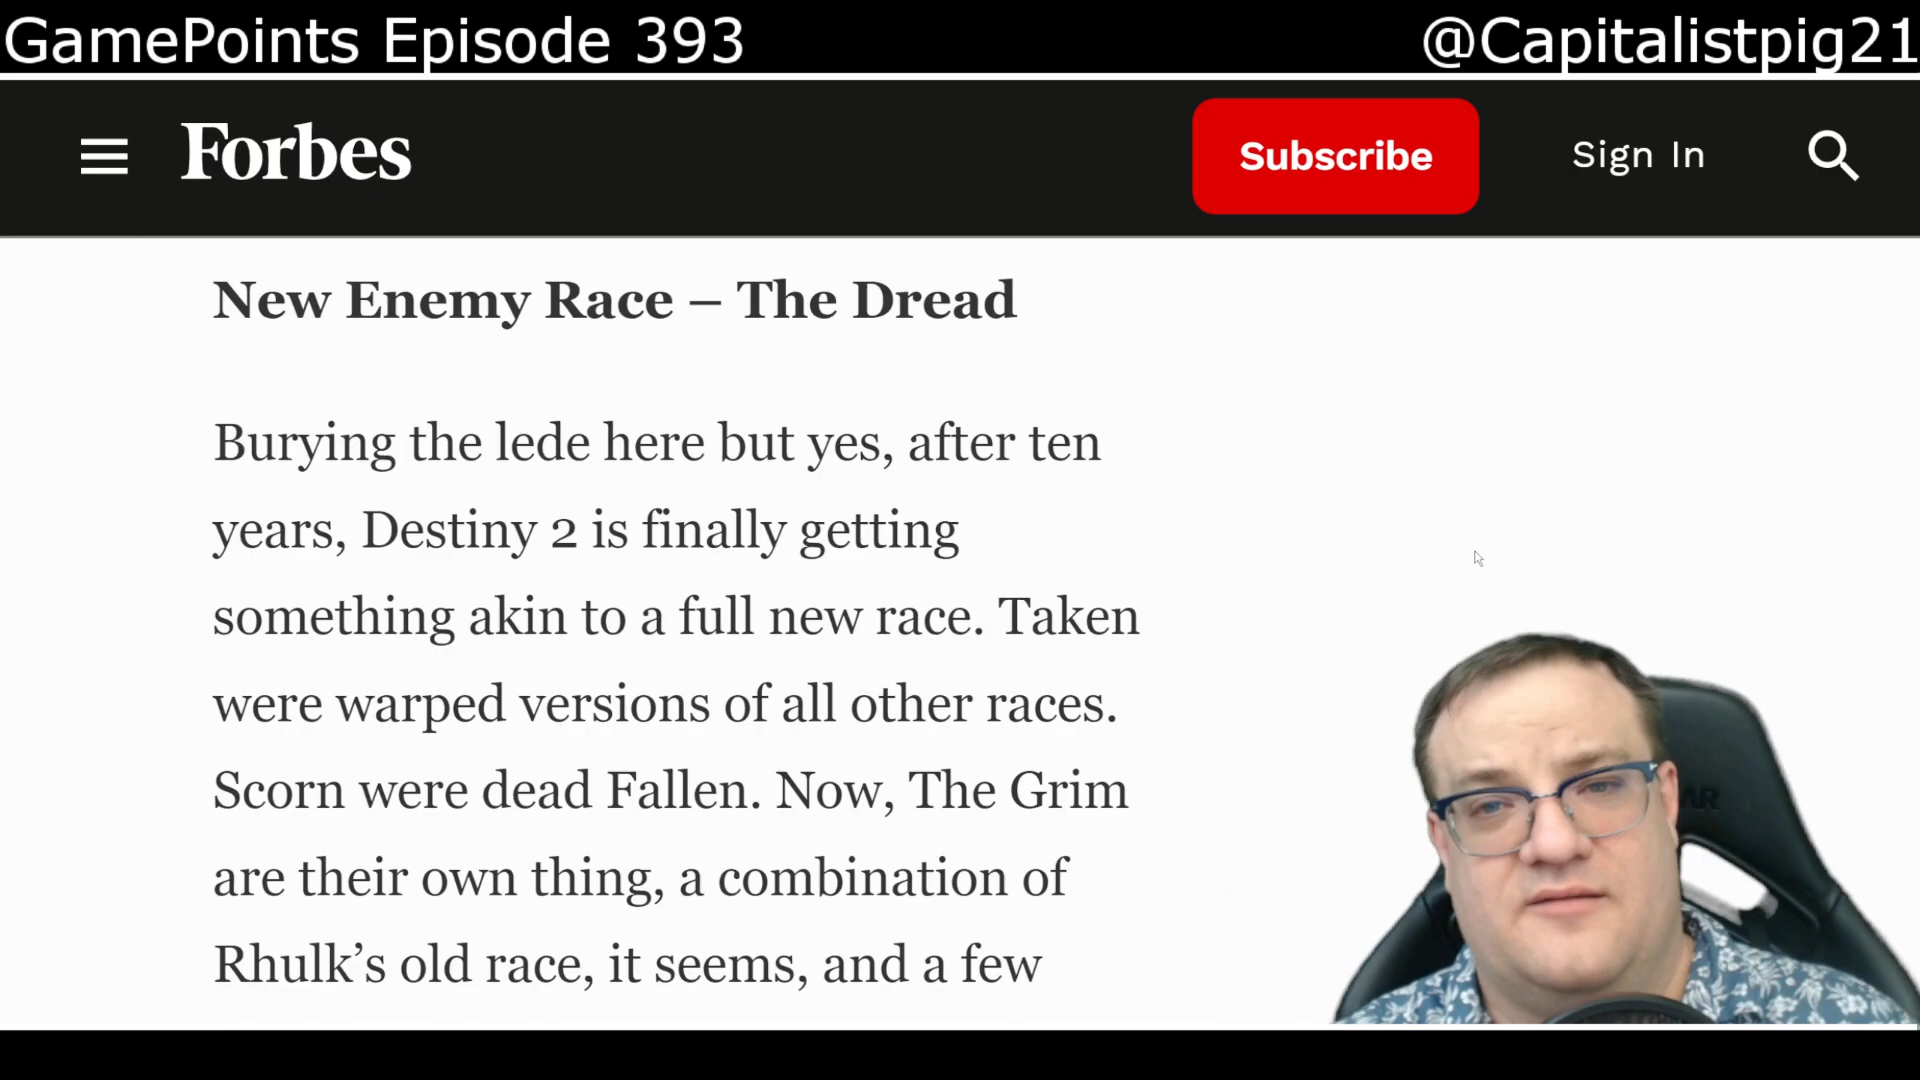 GamePoints Episode 393
@Capitalistpig21
Forbes
Subscribe
Sign In
New Enemy Race – The Dread
Burying the lede here but yes, after ten
years, Destiny 2 is finally getting
something akin to a full new race. Taken
were warped versions of all other races.
Scorn were dead Fallen. Now, The Grim
are their own thing, a combination of
Rhulk’s old race, it seems, and a few